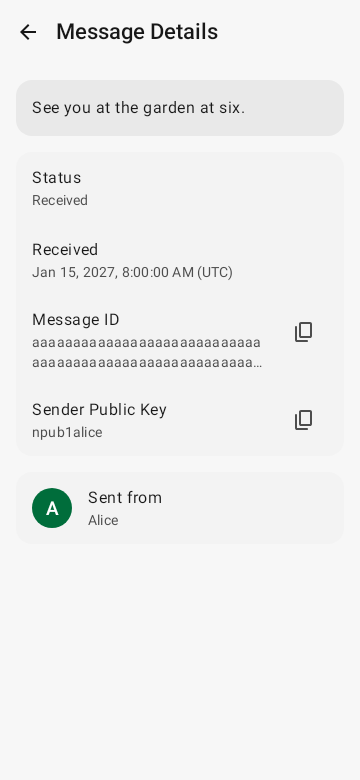 Message Details
See you at the garden at six.
Status
Received
Received
Jan 15, 2027, 8:00:00 AM (UTC)
Message ID
aaaaaaaaaaaaaaaaaaaaaaaaaaaa
aaaaaaaaaaaaaaaaaaaaaaaaaaa…
Sender Public Key
npub1alice
A
Sent from
Alice